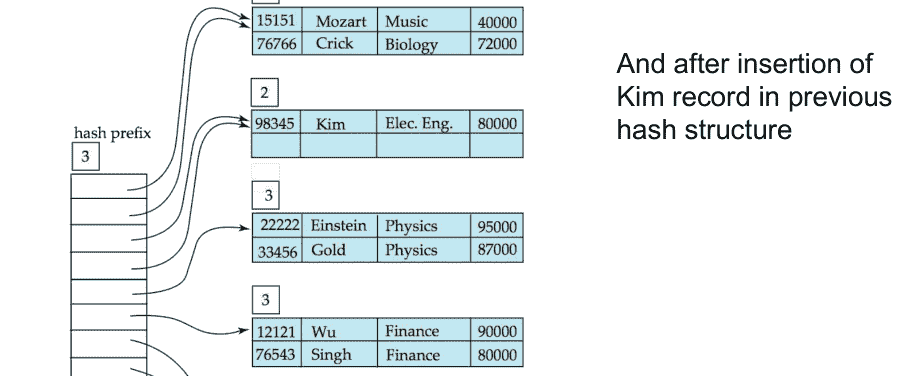 15151 Mozart Music 40000
76766 Crick Biology 72000
And after insertion of
Kim record in previous
hash structure
2
98345 Kim Elec. Eng. 80000
hash prefix
3
3
22222 Einstein Physics 95000
33456 Gold Physics 87000
3
12121 Wu Finance 90000
76543 Singh Finance 80000